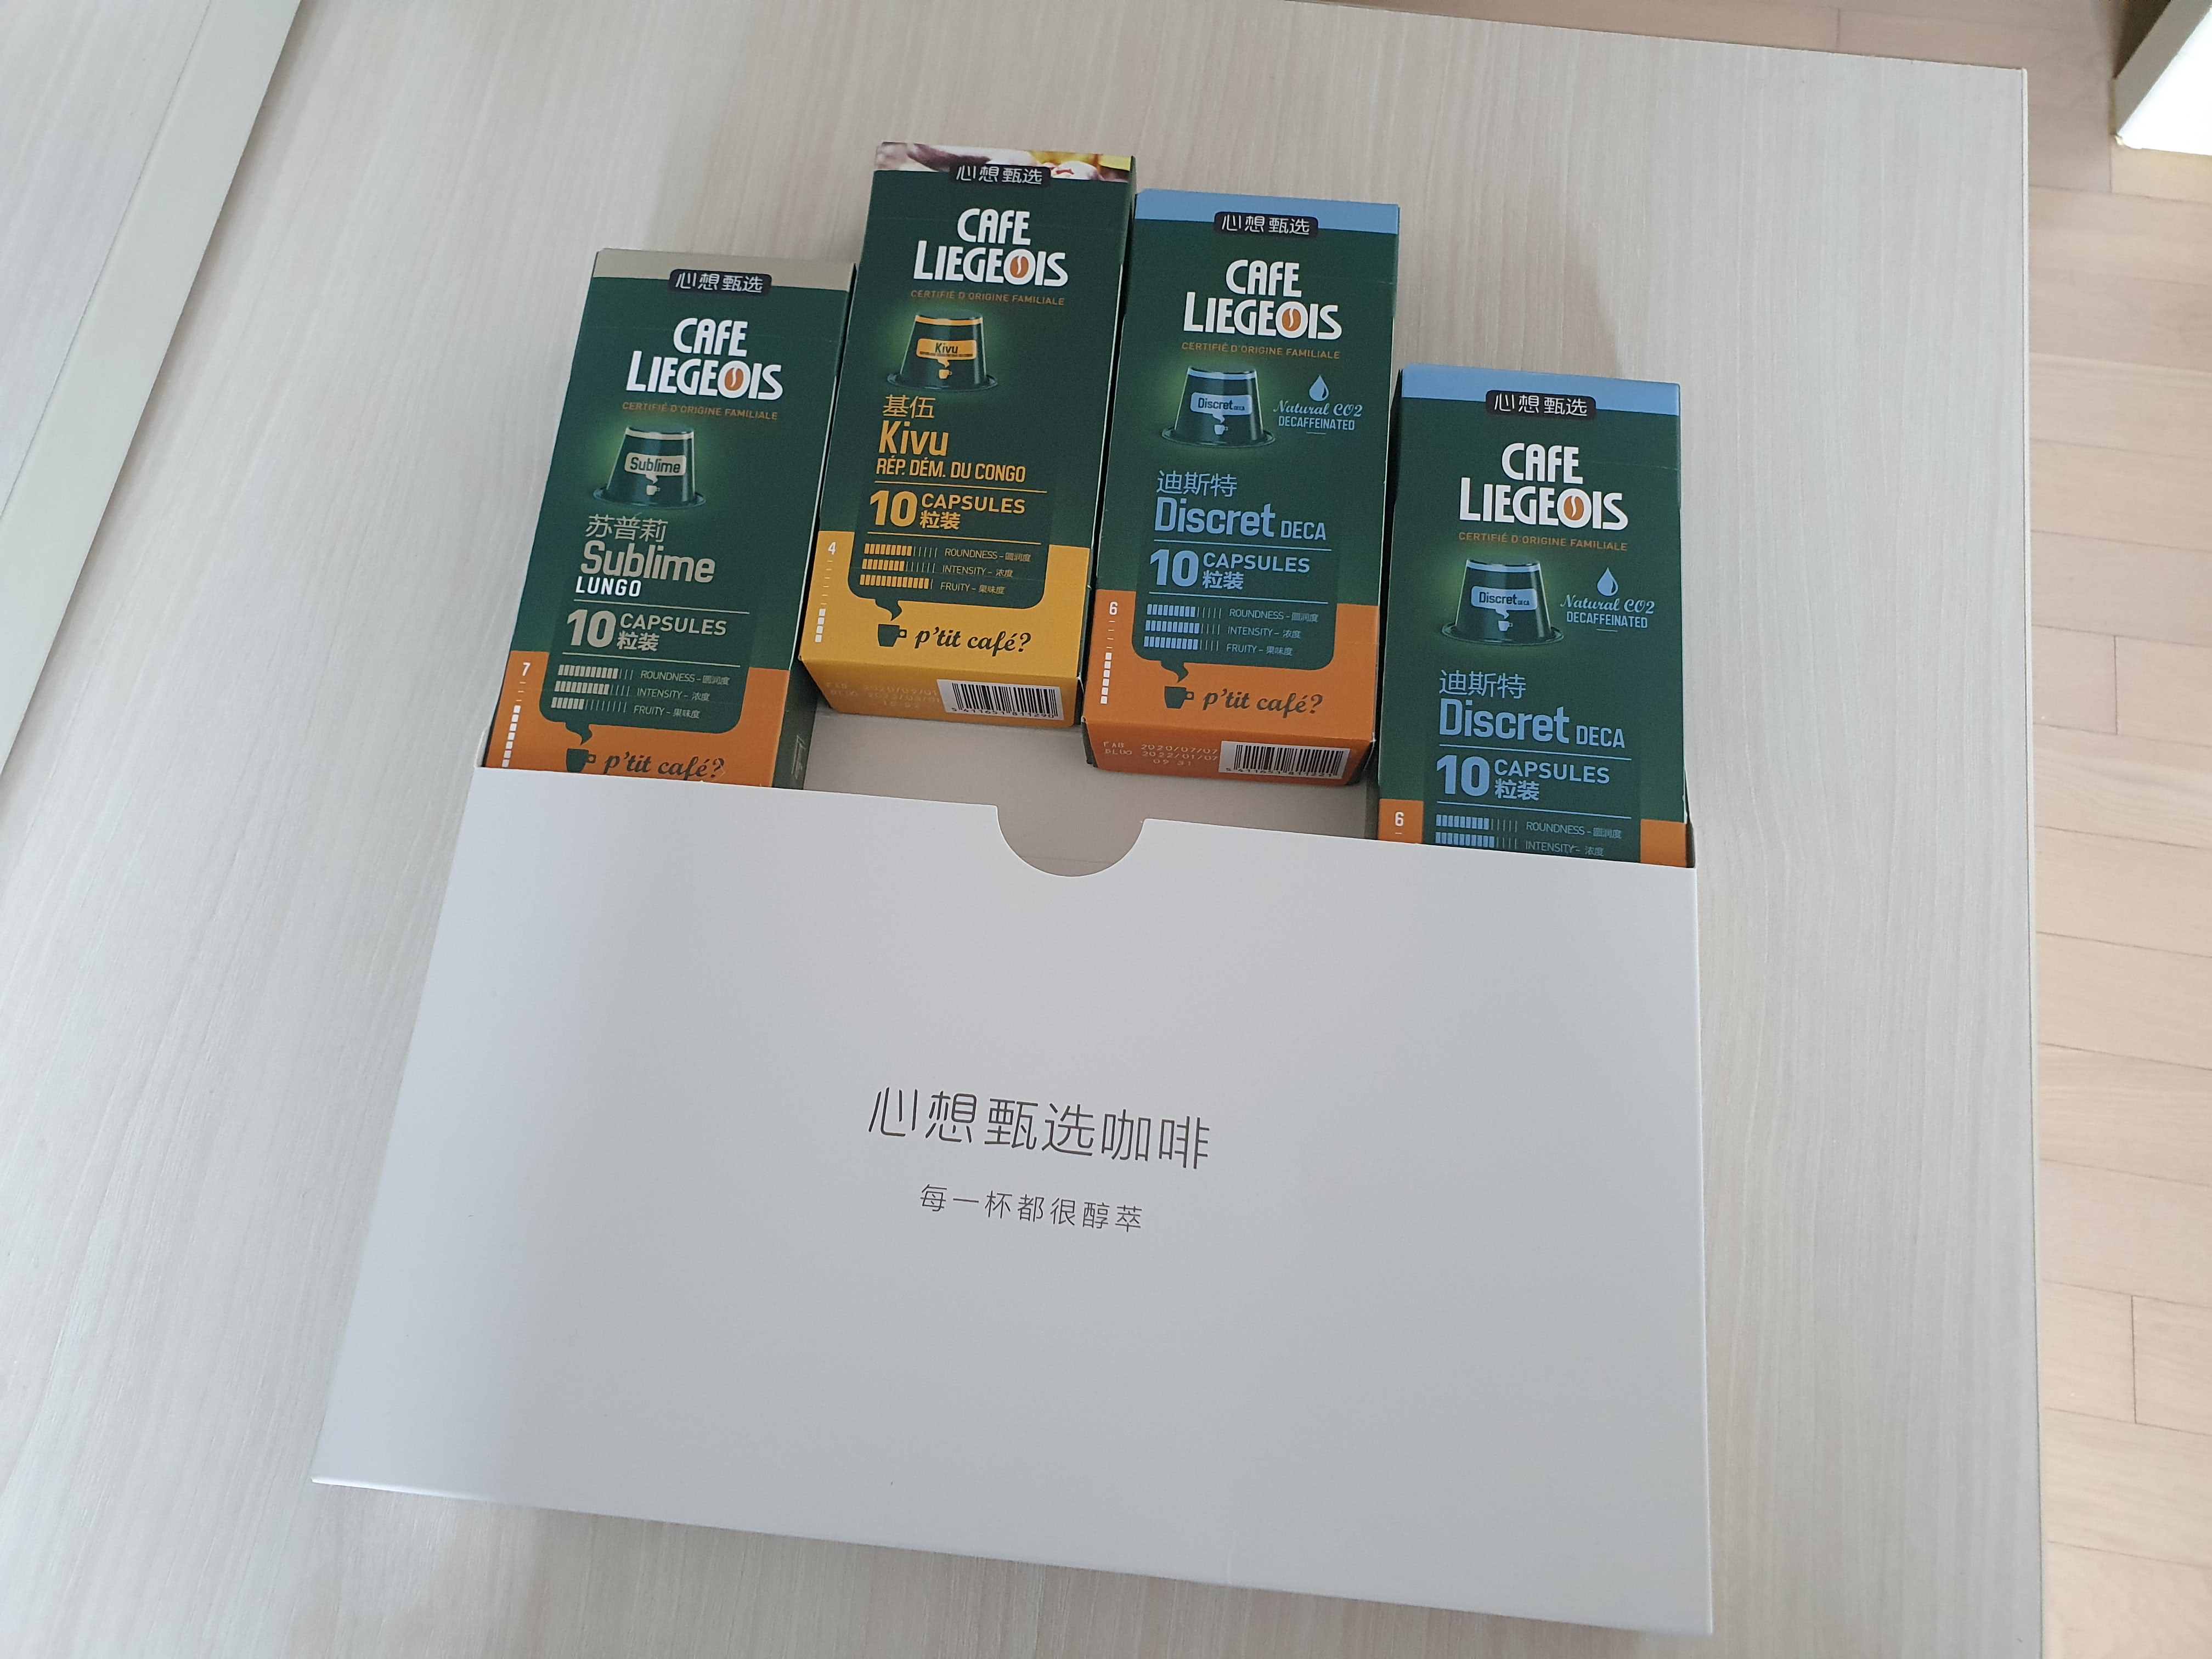 心想甄选
CAFE
LIEGEOIS
CERTIFIÉ D'ORIGINE FAMILIALE
Sublime
苏普莉
Sublime
LUNGO
10 CAPSULES
粒装
7
ROUNDNESS - 圆润度
INTENSITY - 浓度
FRUITY - 果味度
p'tit café?
心想甄选
CAFE
LIEGEOIS
CERTIFIÉ D'ORIGINE FAMILIALE
Kivu
基伍
Kivu
RÉP. DÉM. DU CONGO
10 CAPSULES
粒装
4
ROUNDNESS - 圆润度
INTENSITY - 浓度
FRUITY - 果味度
p'tit café?
心想甄选
CAFE
LIEGEOIS
CERTIFIÉ D'ORIGINE FAMILIALE
Discret DECA
Natural CO2
DECAFFEINATED
迪斯特
Discret DECA
10 CAPSULES
粒装
6
ROUNDNESS - 圆润度
INTENSITY - 浓度
FRUITY - 果味度
p'tit café?
FAB 2020/07/07
BLUO 2022/01/07
09 31
心想甄选
CAFE
LIEGEOIS
CERTIFIÉ D'ORIGINE FAMILIALE
Discret DECA
Natural CO2
DECAFFEINATED
迪斯特
Discret DECA
10 CAPSULES
粒装
6
ROUNDNESS - 圆润度
INTENSITY - 浓度
心想甄选咖啡
每一杯都很醇萃